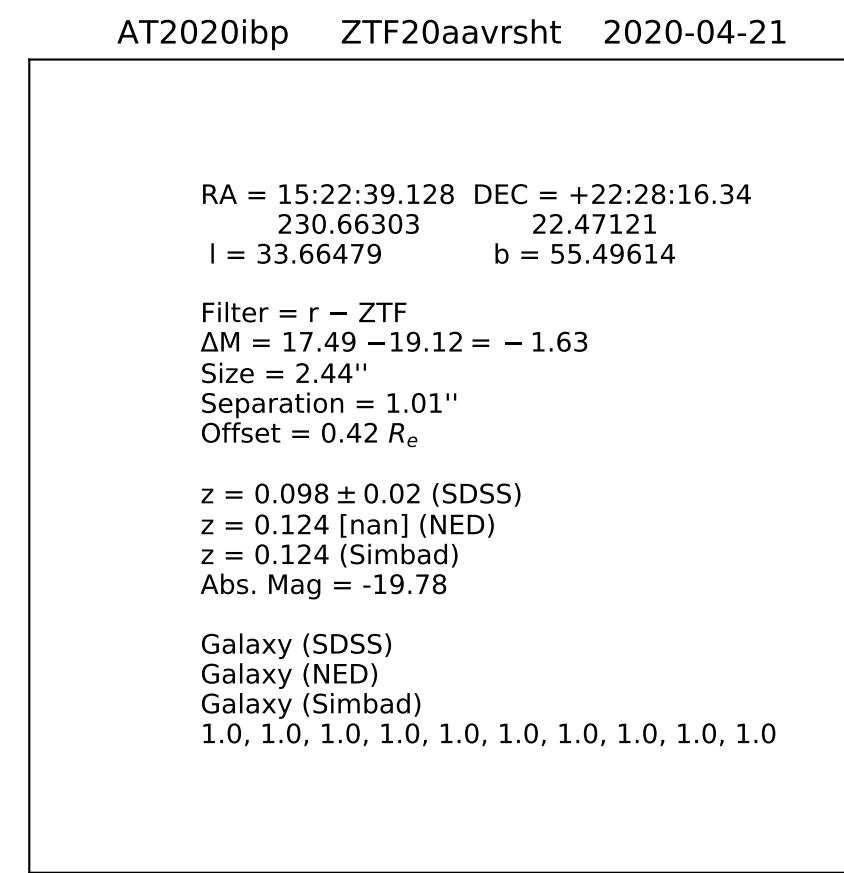 AT2020ibp ZTF20aavrsht 2020-04-21
RA = 15:22:39.128 DEC = +22:28:16.34
230.66303 22.47121
l = 33.66479 b = 55.49614
Filter = r − ZTF
ΔM = 17.49 −19.12 = − 1.63
Size = 2.44''
Separation = 1.01''
Offset = 0.42 Re
z = 0.098 ± 0.02 (SDSS)
z = 0.124 [nan] (NED)
z = 0.124 (Simbad)
Abs. Mag = -19.78
Galaxy (SDSS)
Galaxy (NED)
Galaxy (Simbad)
1.0, 1.0, 1.0, 1.0, 1.0, 1.0, 1.0, 1.0, 1.0, 1.0